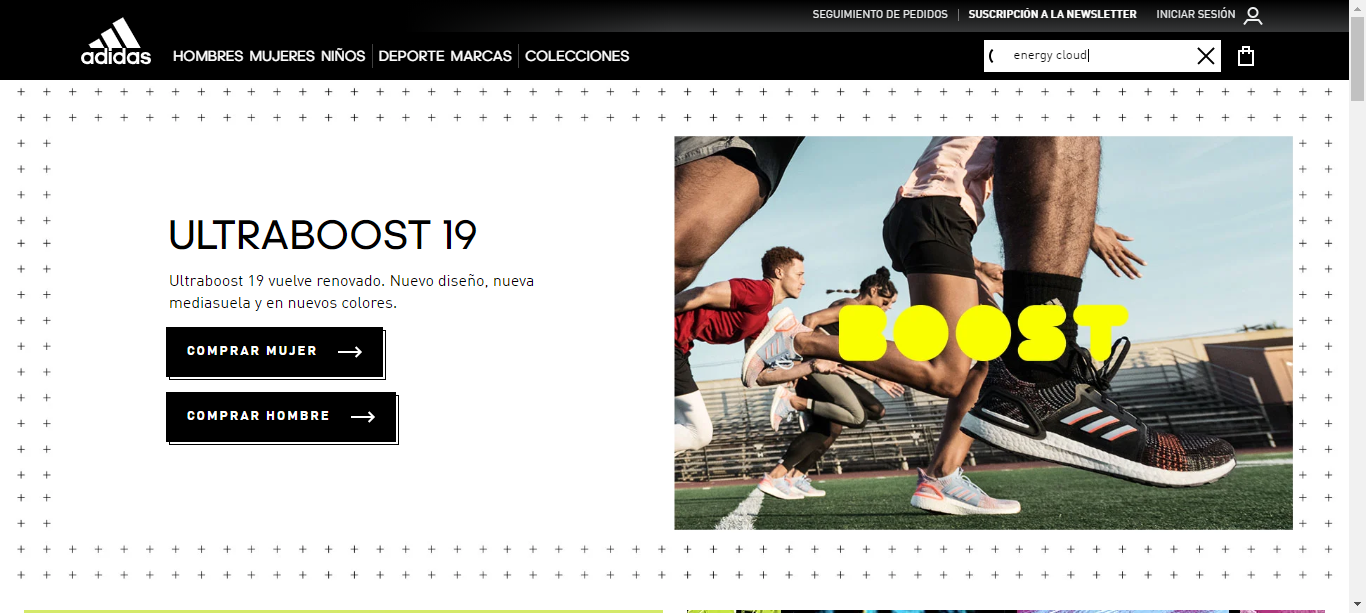 SEGUIMIENTO DE PEDIDOS
SUSCRIPCIÓN A LA NEWSLETTER
INICIAR SESIÓN
adidas
HOMBRES MUJERES NIÑOS DEPORTE MARCAS COLECCIONES
energy cloud
ULTRABOOST 19
Ultraboost 19 vuelve renovado. Nuevo diseño, nueva
mediasuela y en nuevos colores.
COMPRAR MUJER
COMPRAR HOMBRE
BOOST